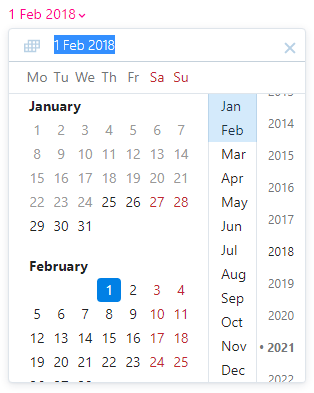 1 Feb 2018
1 Feb 2018
Mo Tu We Th Fr Sa Su
January
1 2 3 4 5 6 7
8 9 10 11 12 13 14
15 16 17 18 19 20 21
22 23 24 25 26 27 28
29 30 31
February
1 2 3 4
5 6 7 8 9 10 11
12 13 14 15 16 17 18
19 20 21 22 23 24 25
Jan
Feb
Mar
Apr
May
Jun
Jul
Aug
Sep
Oct
Nov
Dec
2014
2015
2016
2017
2018
2019
2020
• 2021
2022